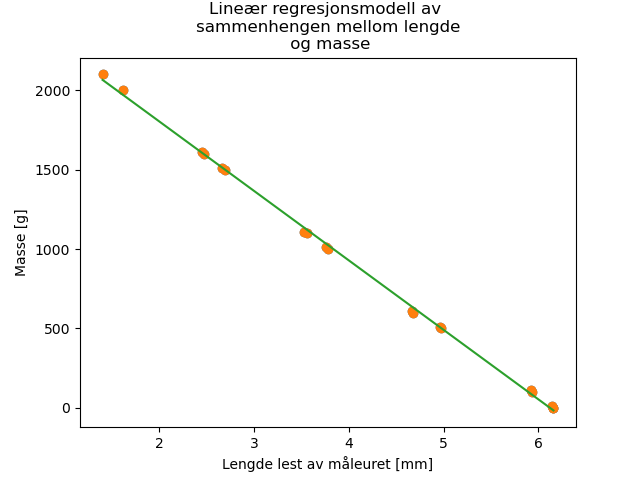 Lineær regresjonsmodell av
sammenhengen mellom lengde
og masse
2000
1500
1000
500
0
Masse [g]
2
3
4
5
6
Lengde lest av måleuret [mm]